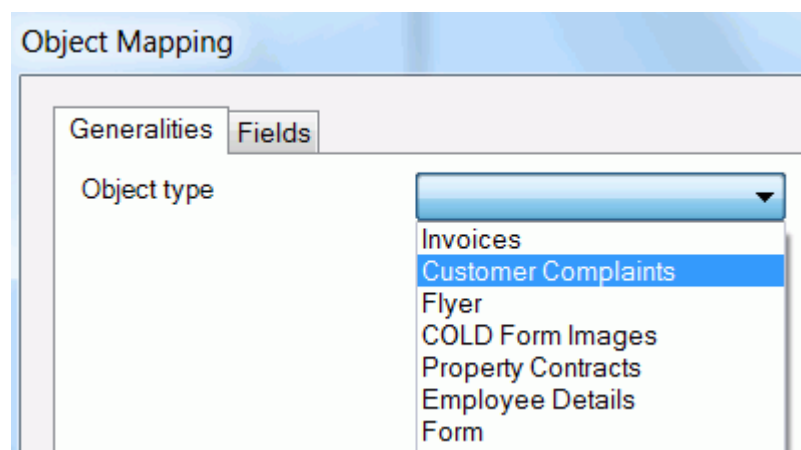 Object Mapping
Generalities Fields
Object type
Invoices
Customer Complaints
Flyer
COLD Form Images
Property Contracts
Employee Details
Form